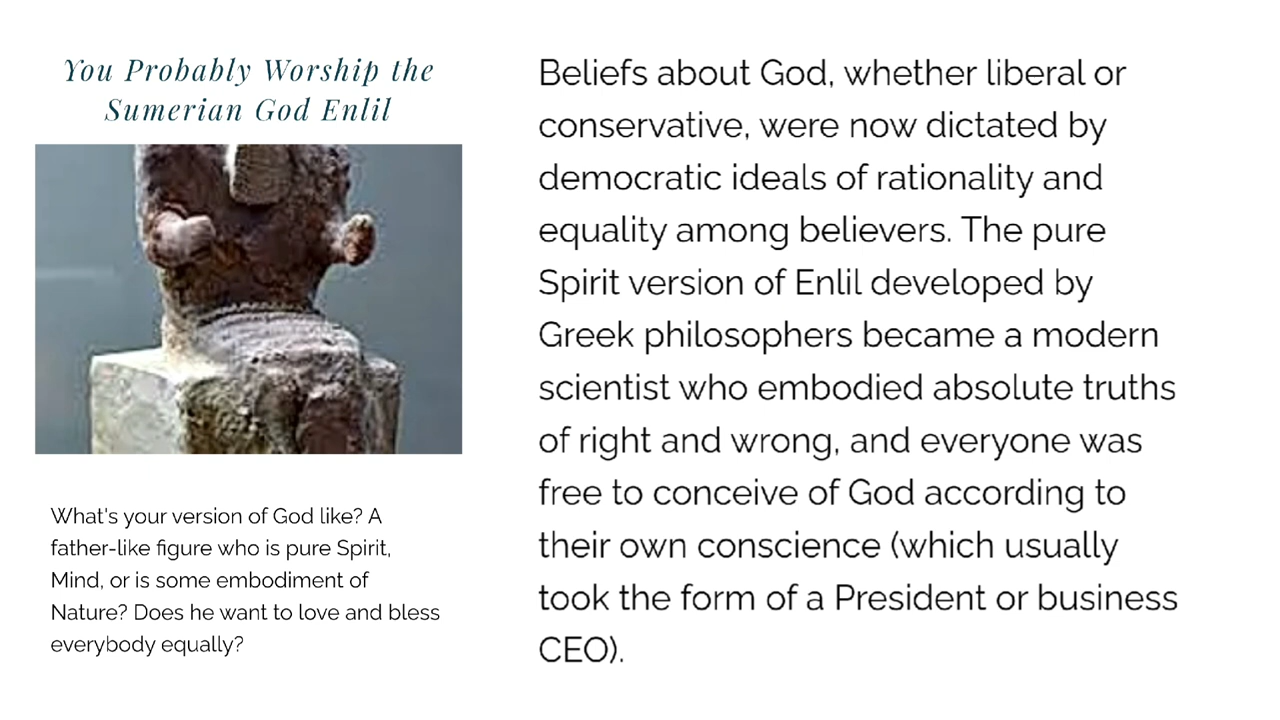 You Probably Worship the
Sumerian God Enlil
What's your version of God like? A
father-like figure who is pure Spirit,
Mind, or is some embodiment of
Nature? Does he want to love and bless
everybody equally?
Beliefs about God, whether liberal or
conservative, were now dictated by
democratic ideals of rationality and
equality among believers. The pure
Spirit version of Enlil developed by
Greek philosophers became a modern
scientist who embodied absolute truths
of right and wrong, and everyone was
free to conceive of God according to
their own conscience (which usually
took the form of a President or business
CEO).